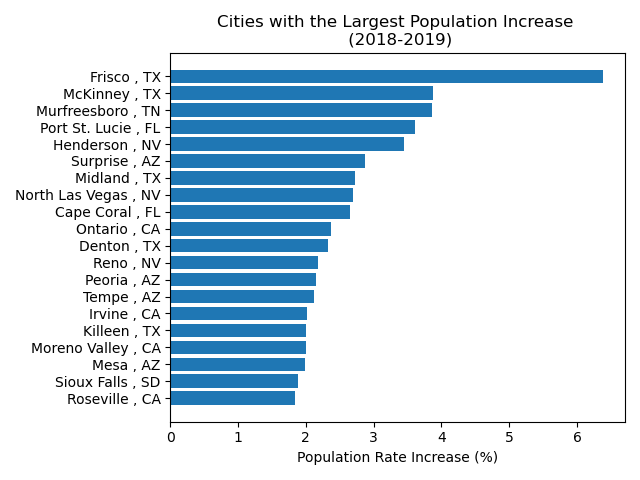 Cities with the Largest Population Increase
(2018-2019)
Frisco , TX
McKinney , TX
Murfreesboro , TN
Port St. Lucie , FL
Henderson , NV
Surprise , AZ
Midland , TX
North Las Vegas , NV
Cape Coral , FL
Ontario , CA
Denton , TX
Reno , NV
Peoria , AZ
Tempe , AZ
Irvine , CA
Killeen , TX
Moreno Valley , CA
Mesa , AZ
Sioux Falls , SD
Roseville , CA
0 1 2 3 4 5 6
Population Rate Increase (%)